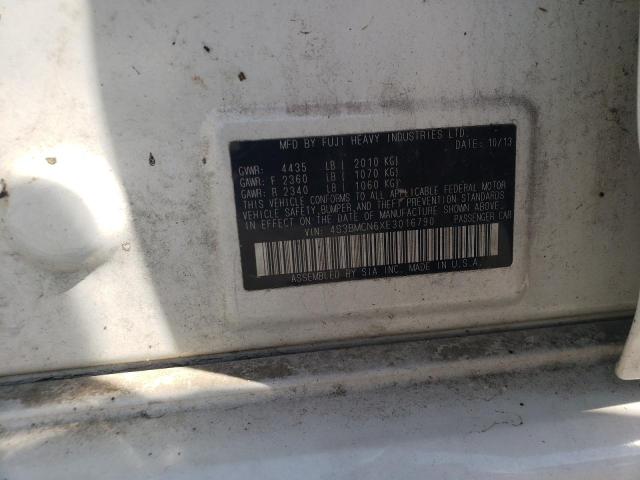 MFD BY FUJI HEAVY INDUSTRIES LTD.
DATE: 10/13
GVWR: 4435 LB ( 2010 KG)
GAWR: F 2360 LB ( 1070 KG)
GAWR: R 2340 LB ( 1060 KG)
THIS VEHICLE CONFORMS TO ALL APPLICABLE FEDERAL MOTOR
VEHICLE SAFETY,BUMPER,AND THEFT PREVENTION STANDARDS
IN EFFECT ON THE DATE OF MANUFACTURE SHOWN ABOVE.
VIN: 4S3BMCN6XE3016790 PASSENGER CAR
ASSEMBLED BY SIA INC. MADE IN U.S.A.